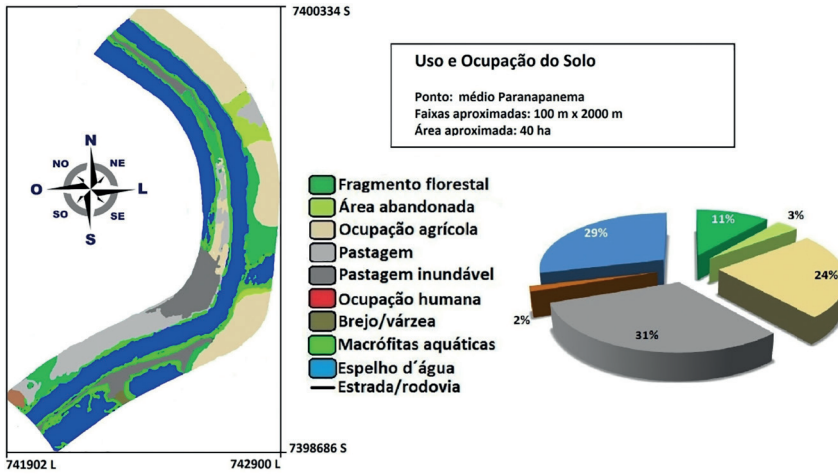 7400334 S
N
NO NE
O L
SO SE
S
7398686 S
741902 L 742900 L
Uso e Ocupação do Solo
Ponto: médio Paranapanema
Faixas aproximadas: 100 m x 2000 m
Área aproximada: 40 ha
Fragmento florestal
Área abandonada
Ocupação agrícola
Pastagem
Pastagem inundável
Ocupação humana
Brejo/várzea
Macrófitas aquáticas
Espelho d´água
Estrada/rodovia
29%
11%
3%
24%
31%
2%